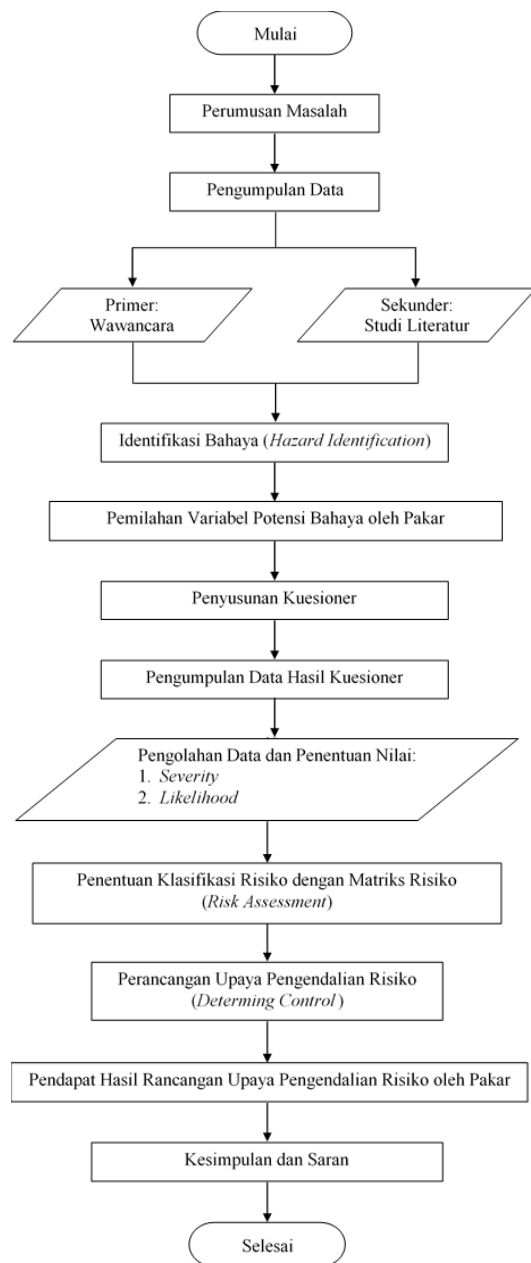 Mulai
Perumusan Masalah
Pengumpulan Data
Primer:
Wawancara
Sekunder:
Studi Literatur
Identifikasi Bahaya (Hazard Identification)
Pemilahan Variabel Potensi Bahaya oleh Pakar
Penyusunan Kuesioner
Pengumpulan Data Hasil Kuesioner
Pengolahan Data dan Penentuan Nilai:
1. Severity
2. Likelihood
Penentuan Klasifikasi Risiko dengan Matriks Risiko
(Risk Assessment)
Perancangan Upaya Pengendalian Risiko
(Determing Control)
Pendapat Hasil Rancangan Upaya Pengendalian Risiko oleh Pakar
Kesimpulan dan Saran
Selesai